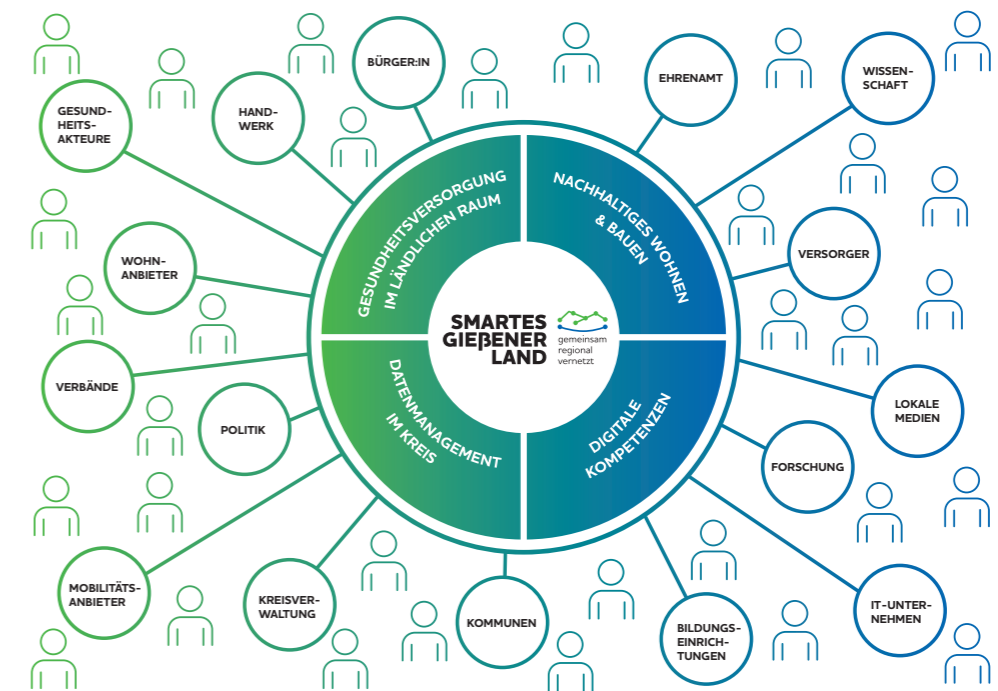 BÜRGER:IN
EHRENAMT
WISSEN-
SCHAFT
GESUND-
HEITS-
AKTEURE
HAND-
WERK
GESUNDHEITSVERSORGUNG
IM LÄNDLICHEN RAUM
NACHHALTIGES WOHNEN
& BAUEN
WOHN-
ANBIETER
VERSORGER
SMARTES
GIEẞENER
LAND
gemeinsam
regional
vernetzt
VERBÄNDE
POLITIK
DATENMANAGEMENT
IM KREIS
DIGITALE
KOMPETENZEN
LOKALE
MEDIEN
FORSCHUNG
MOBILITÄTS-
ANBIETER
KREISVER-
WALTUNG
KOMMUNEN
BILDUNGS-
EINRICH-
TUNGEN
IT-UNTER-
NEHMEN